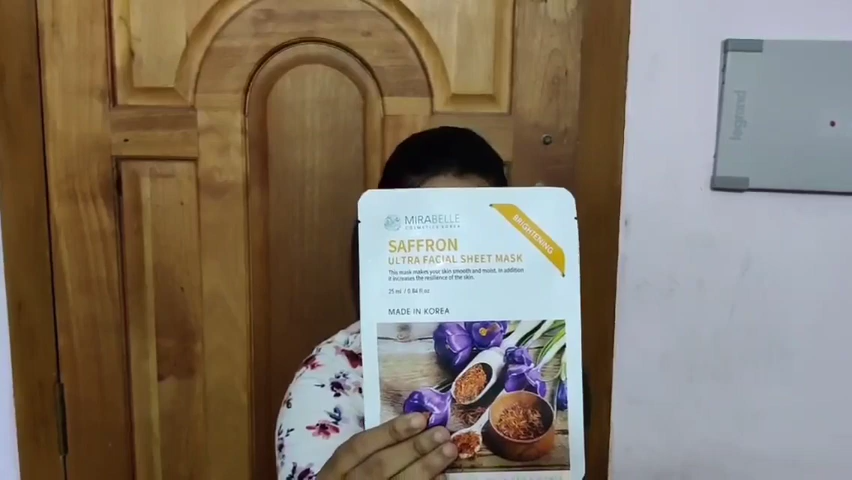 MIRABELLE
COSMETICS KOREA
BRIGHTENING
SAFFRON
ULTRA FACIAL SHEET MASK
This mask makes your skin smooth and moist, in addition
it increases the resilience of the skin.
25 ml / 0.84 fl oz
MADE IN KOREA
legrand